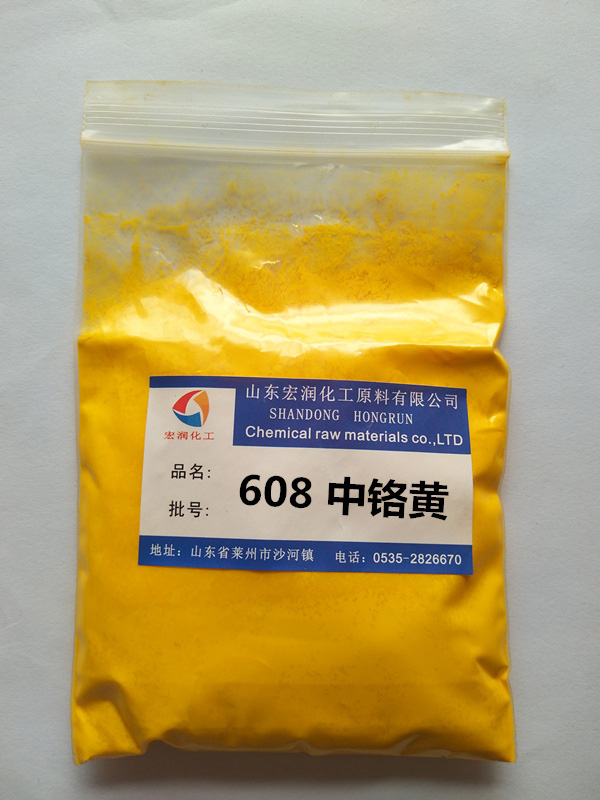 山东宏润化工原料有限公司
SHANDONG HONGRUN
Chemical raw materials co.,LTD
宏润化工
品名:
批号:
608 中铬黄
地址: 山东省莱州市沙河镇 电话: 0535-2826670